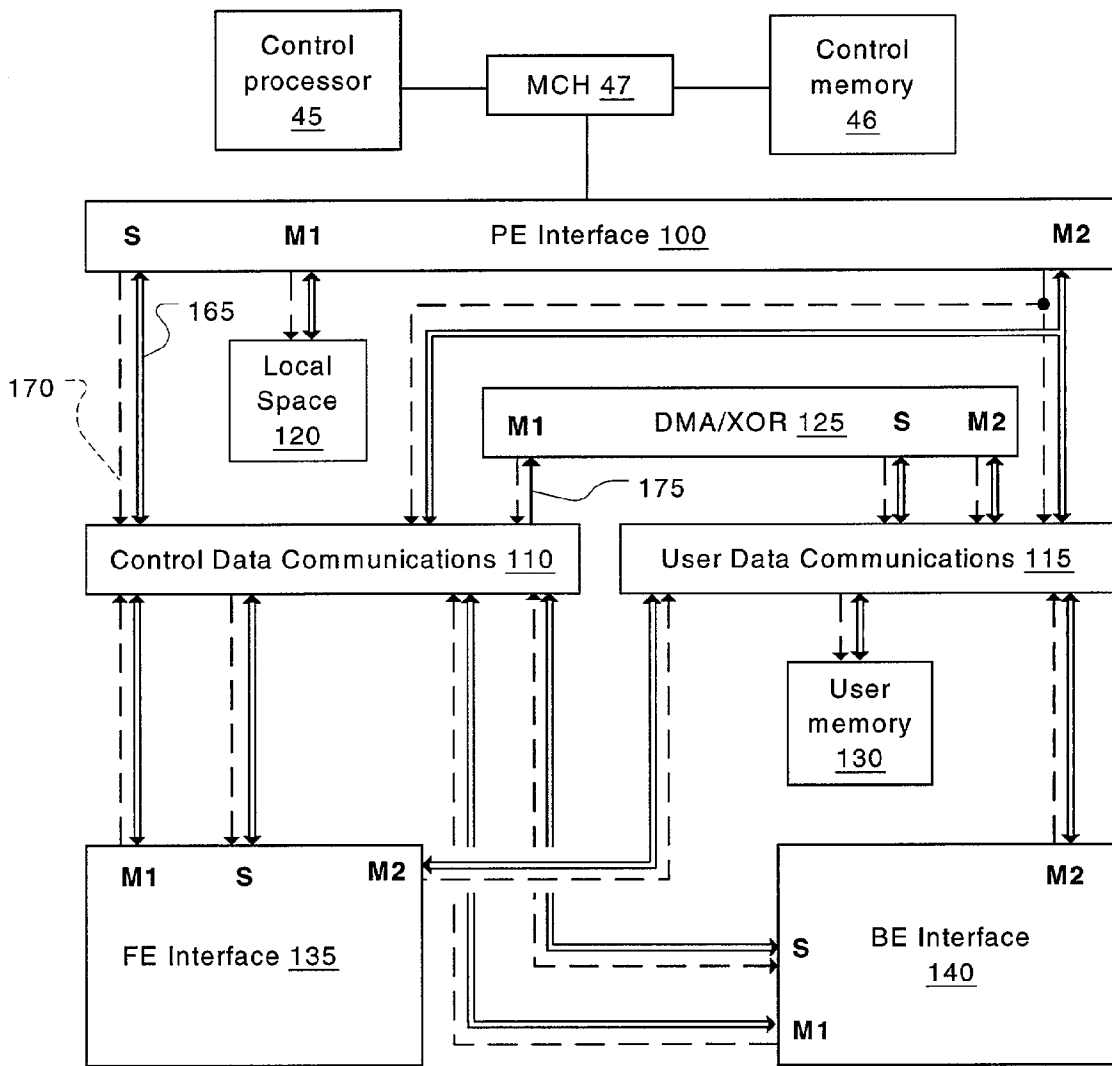 Control
processor
45
MCH 47
Control
memory
46
S
M1
PE Interface 100
M2
165
170
Local
Space
120
M1
DMA/XOR 125
S
M2
175
Control Data Communications 110
User Data Communications 115
User
memory
130
M1
S
M2
FE Interface 135
M2
S
BE Interface
140
M1